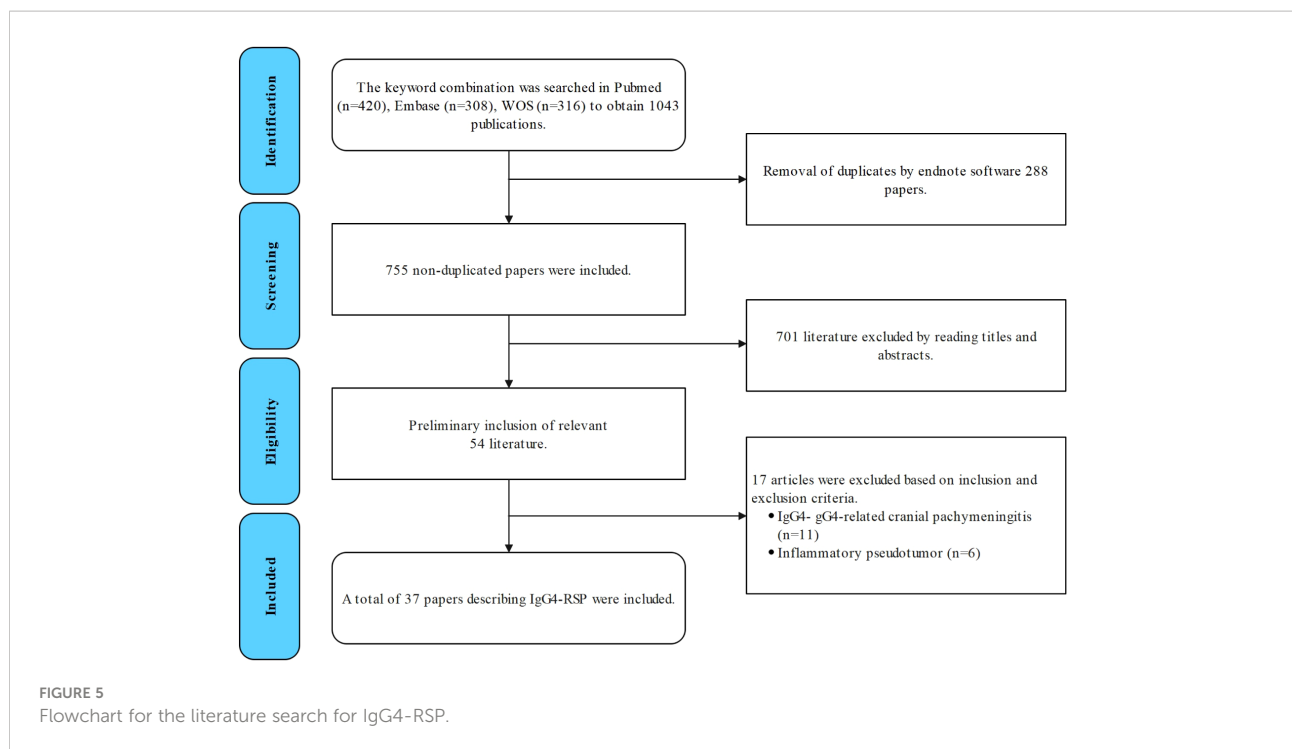 Identification
The keyword combination was searched in Pubmed
(n=420), Embase (n=308), WOS (n=316) to obtain 1043
publications.
Removal of duplicates by endnote software 288
papers.
Screening
755 non-duplicated papers were included.
701 literature excluded by reading titles and
abstracts.
Eligibility
Preliminary inclusion of relevant
54 literature.
17 articles were excluded based on inclusion and
exclusion criteria.
• IgG4- gG4-related cranial pachymeningitis
(n=11)
• Inflammatory pseudotumor (n=6)
Included
A total of 37 papers describing IgG4-RSP were included.
FIGURE 5
Flowchart for the literature search for IgG4-RSP.